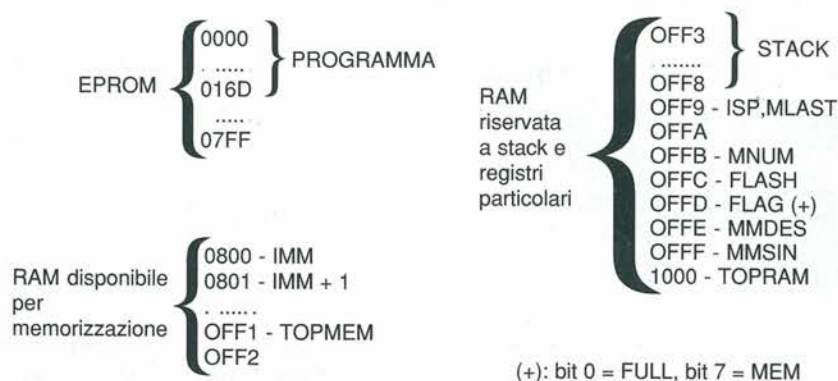 EPROM
0000
. .....
016D
.....
07FF
PROGRAMMA
RAM disponibile
per
memorizzazione
0800 - IMM
0801 - IMM + 1
. .....
OFF1 - TOPMEM
OFF2
RAM
riservata
a stack e
registri
particolari
OFF3
. .......
OFF8
STACK
OFF9 - ISP,MLAST
OFFA
OFFB - MNUM
OFFC - FLASH
OFFD - FLAG (+)
OFFE - MMDES
OFFF - MMSIN
1000 - TOPRAM
(+): bit 0 = FULL, bit 7 = MEM